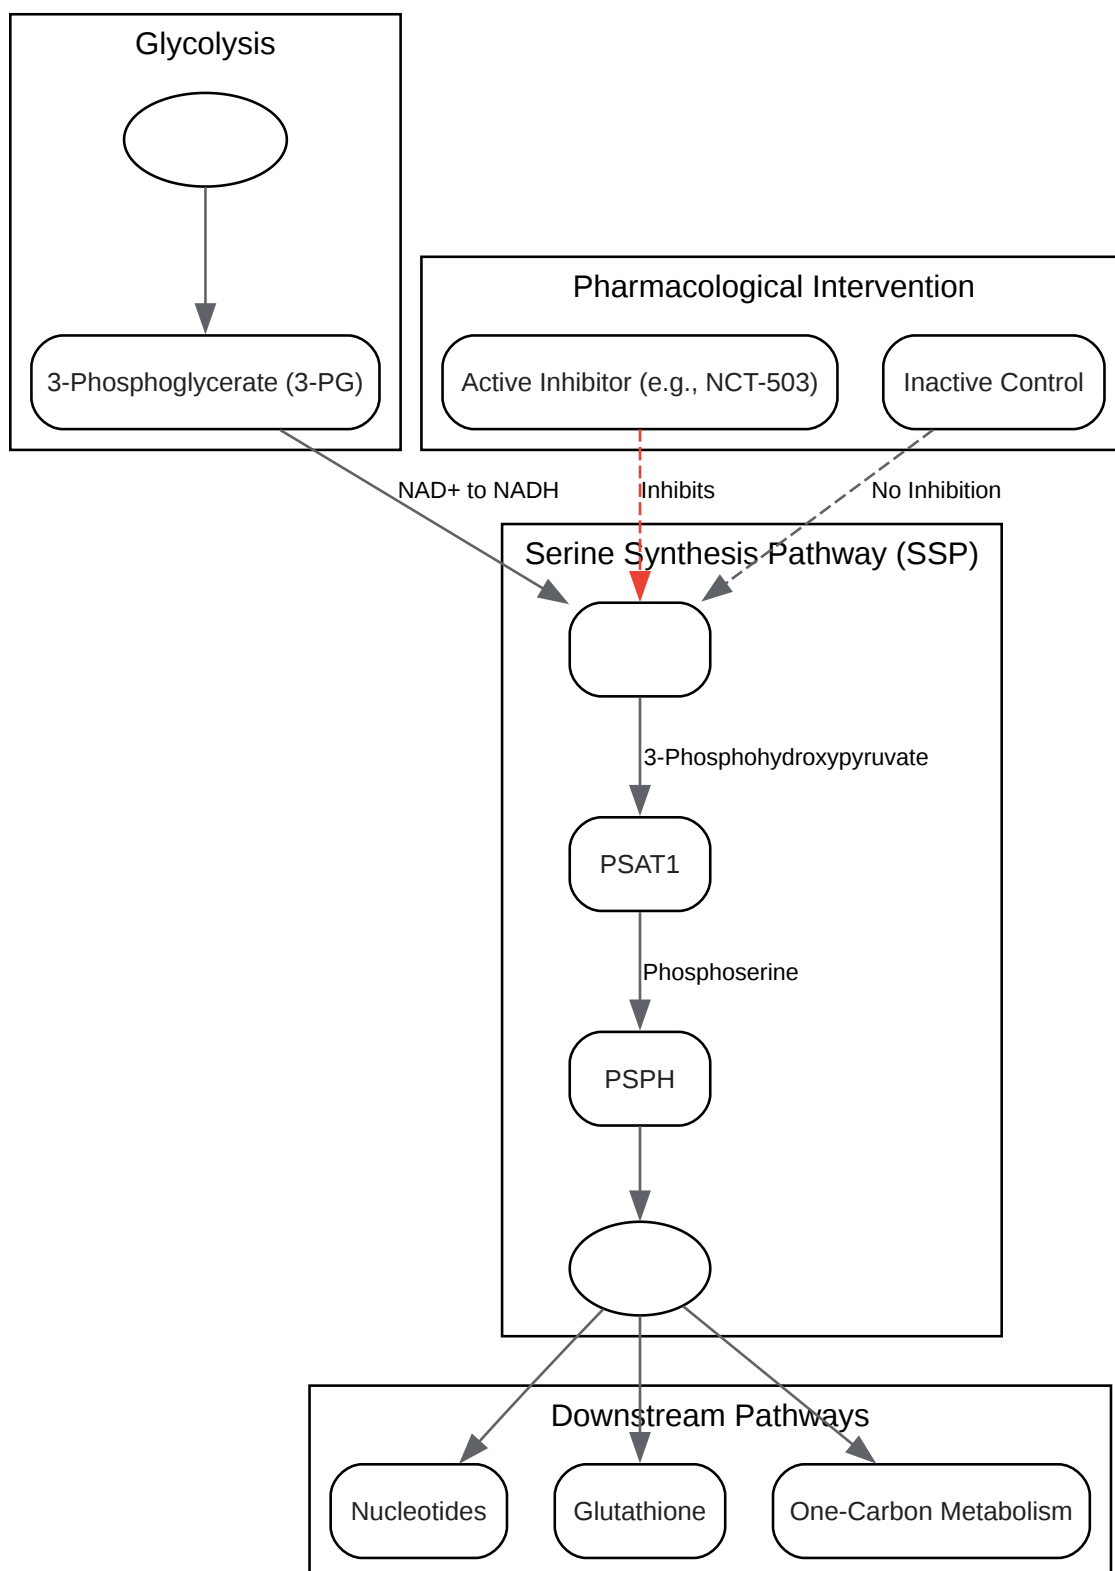 Glycolysis
Pharmacological Intervention
3-Phosphoglycerate (3-PG)
Active Inhibitor (e.g., NCT-503)
Inactive Control
NAD+ to NADH
Inhibits
No Inhibition
Serine Synthesis Pathway (SSP)
3-Phosphohydroxypyruvate
PSAT1
Phosphoserine
PSPH
Downstream Pathways
Nucleotides
Glutathione
One-Carbon Metabolism